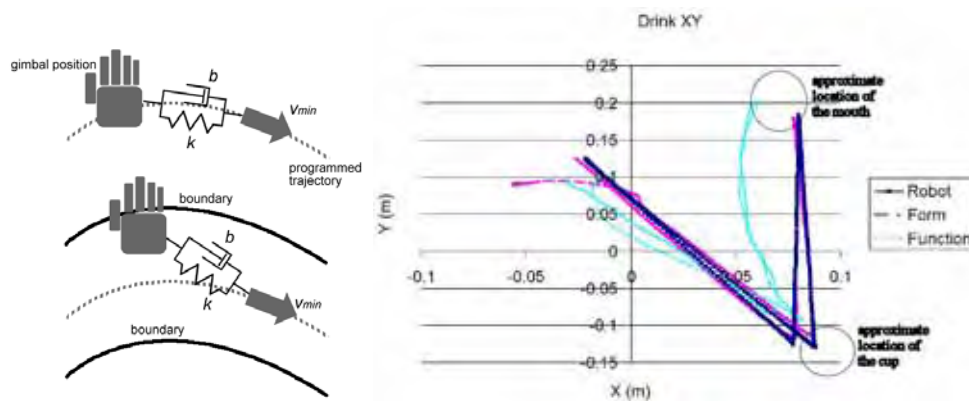 gimbal position
b
k
vmin
programmed
trajectory
boundary
b
k
vmin
boundary
Drink XY
0.25
0.2
0.15
0.1
0.05
0
-0.05
-0.1
-0.15
Y (m)
-0.1
-0.05
0
0.05
0.1
X (m)
approximate
location of
the mouth
approximate
location of
the cup
Robot
Form
Function